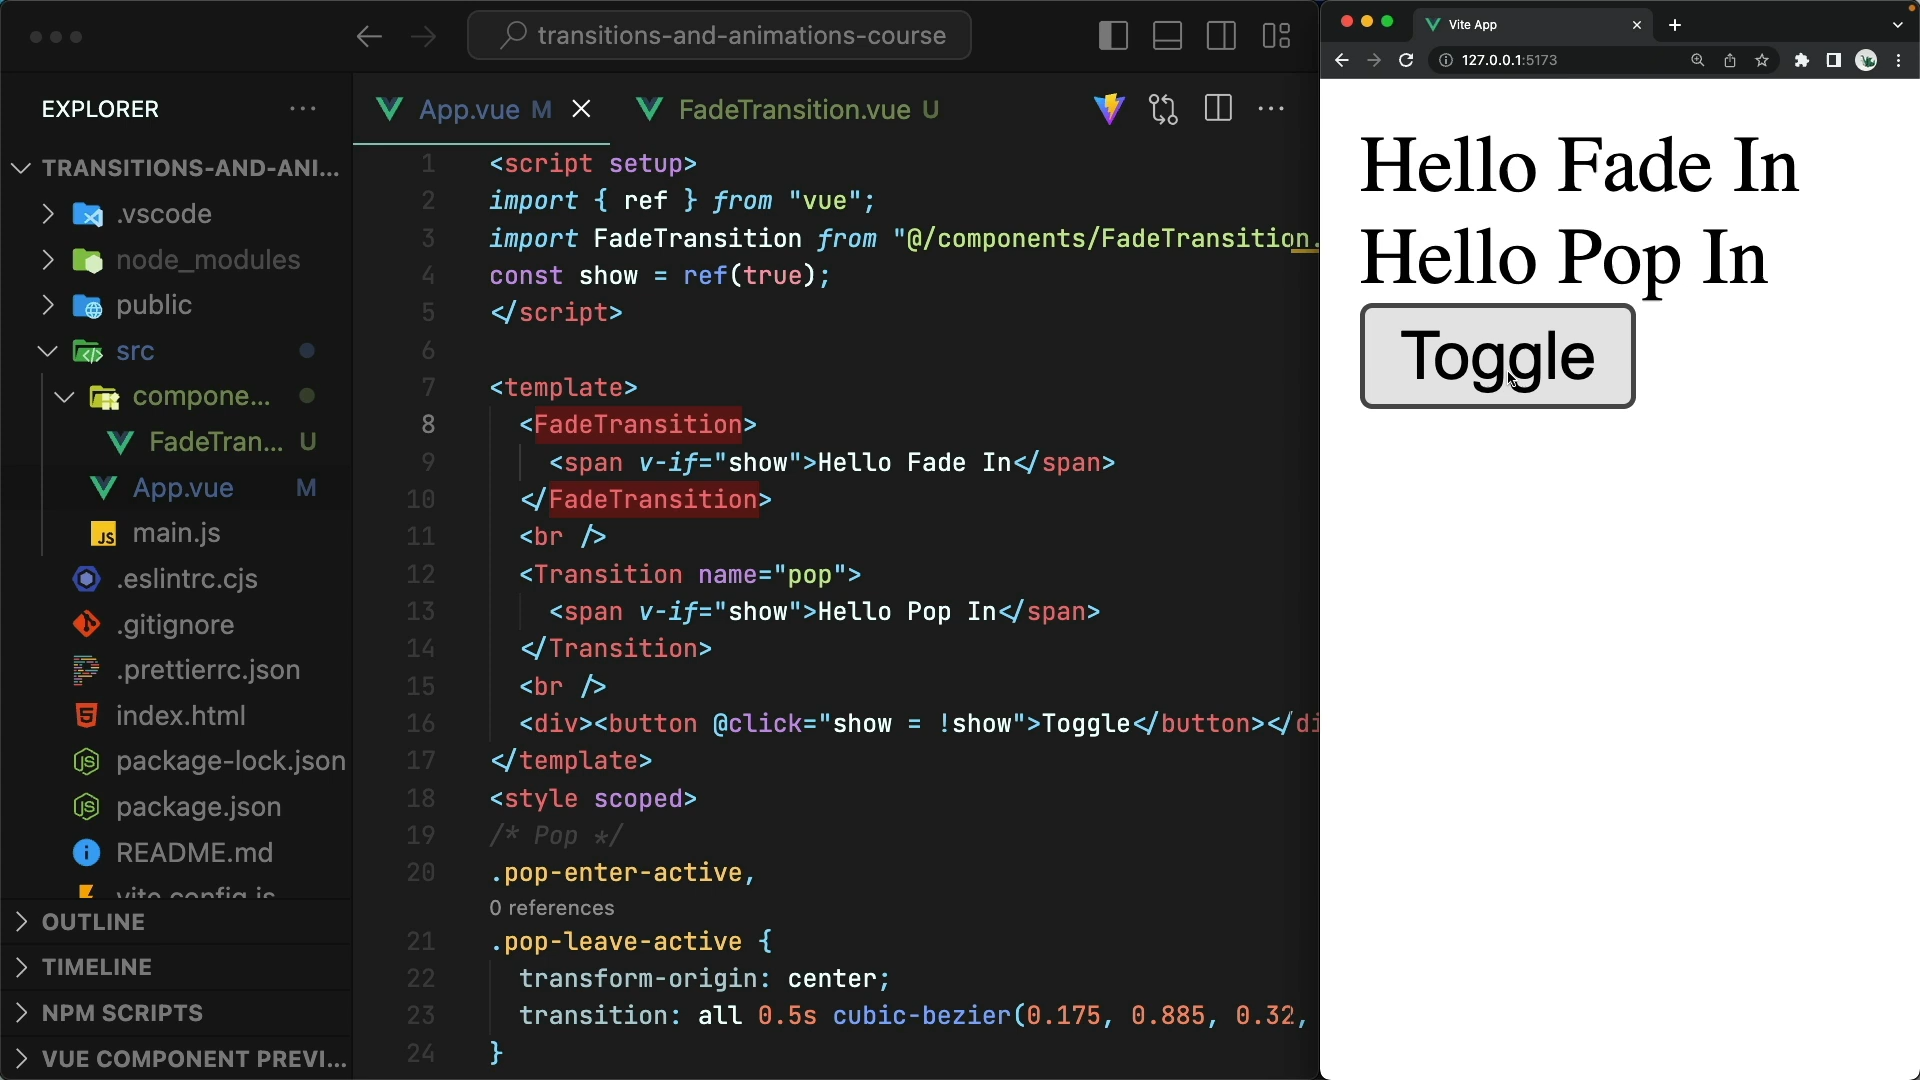 transitions-and-animations-course
EXPLORER
App.vue M
FadeTransition.vue U
TRANSITIONS-AND-ANI...
.vscode
node_modules
public
src
compone...
FadeTran... U
App.vue M
main.js
.eslintrc.cjs
.gitignore
.prettierrc.json
index.html
package-lock.json
package.json
README.md
vite.config.js
OUTLINE
TIMELINE
NPM SCRIPTS
VUE COMPONENT PREVI...
1 <script setup>
2 import { ref } from "vue";
3 import FadeTransition from "@/components/FadeTransition.
4 const show = ref(true);
5 </script>
6
7 <template>
8 <FadeTransition>
9 <span v-if="show">Hello Fade In</span>
10 </FadeTransition>
11 <br />
12 <Transition name="pop">
13 <span v-if="show">Hello Pop In</span>
14 </Transition>
15 <br />
16 <div><button @click="show = !show">Toggle</button></di
17 </template>
18 <style scoped>
19 /* Pop */
20 .pop-enter-active,
0 references
21 .pop-leave-active {
22 transform-origin: center;
23 transition: all 0.5s cubic-bezier(0.175, 0.885, 0.32,
24 }
Vite App
127.0.0.1:5173
Hello Fade In
Hello Pop In
Toggle